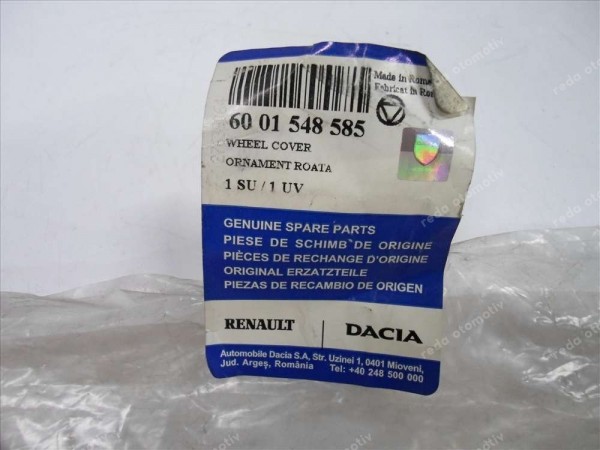 Made in Rom
Fabricat in Ro
60 01 548 585
WHEEL COVER
ORNAMENT ROATA
1 SU / 1 UV
GENUINE SPARE PARTS
PIESE DE SCHIMB DE ORIGINE
PIÈCES DE RECHANGE D'ORIGINE
ORIGINAL ERZATZTEILE
PIEZAS DE RECAMBIO DE ORIGEN
RENAULT | DACIA
Automobile Dacia S.A, Str. Uzinei 1, 0401 Mioveni,
Jud. Argeş, România Tel: +40 248 500 000
reda otomotiv